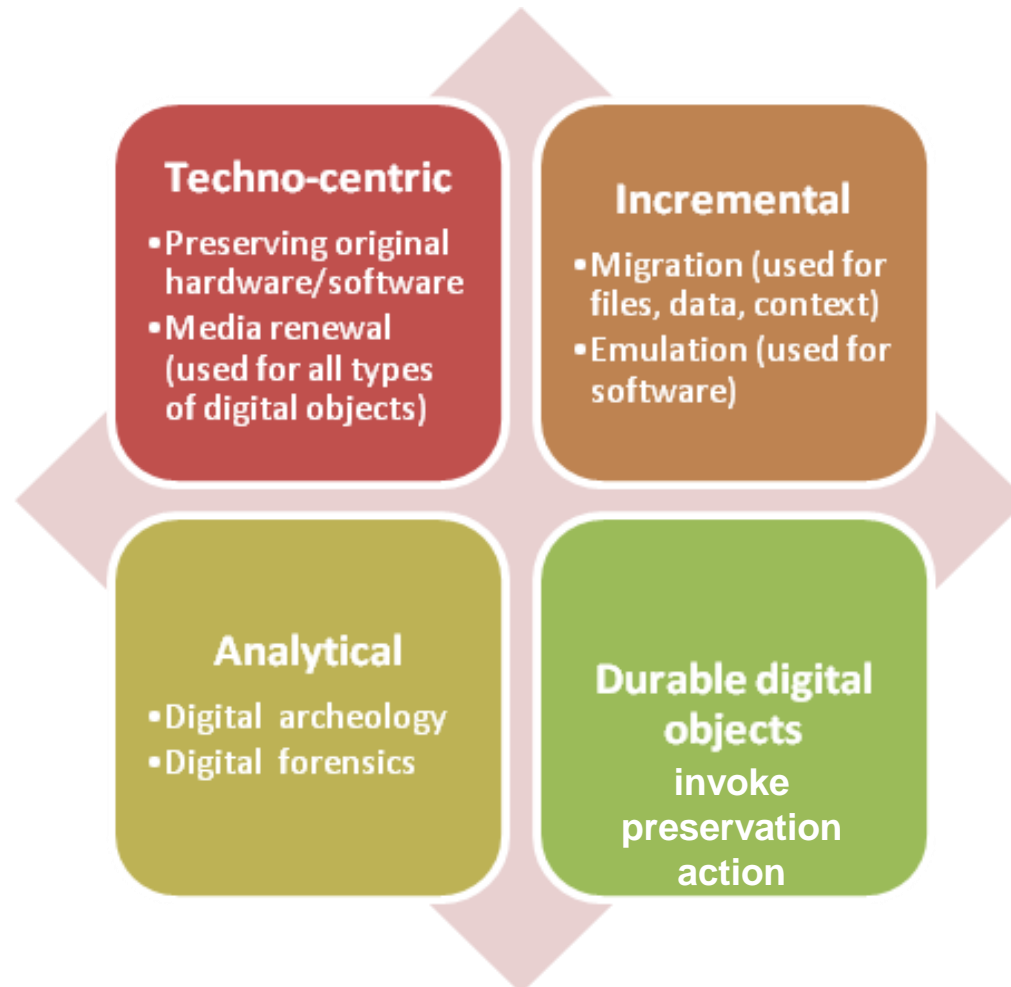 Techno-centric
•Preserving original
hardware/software
•Media renewal
(used for all types
of digital objects)
Incremental
•Migration (used for
files, data, context)
•Emulation (used for
software)
Analytical
•Digital archeology
•Digital forensics
Durable digital
objects
invoke
preservation
action